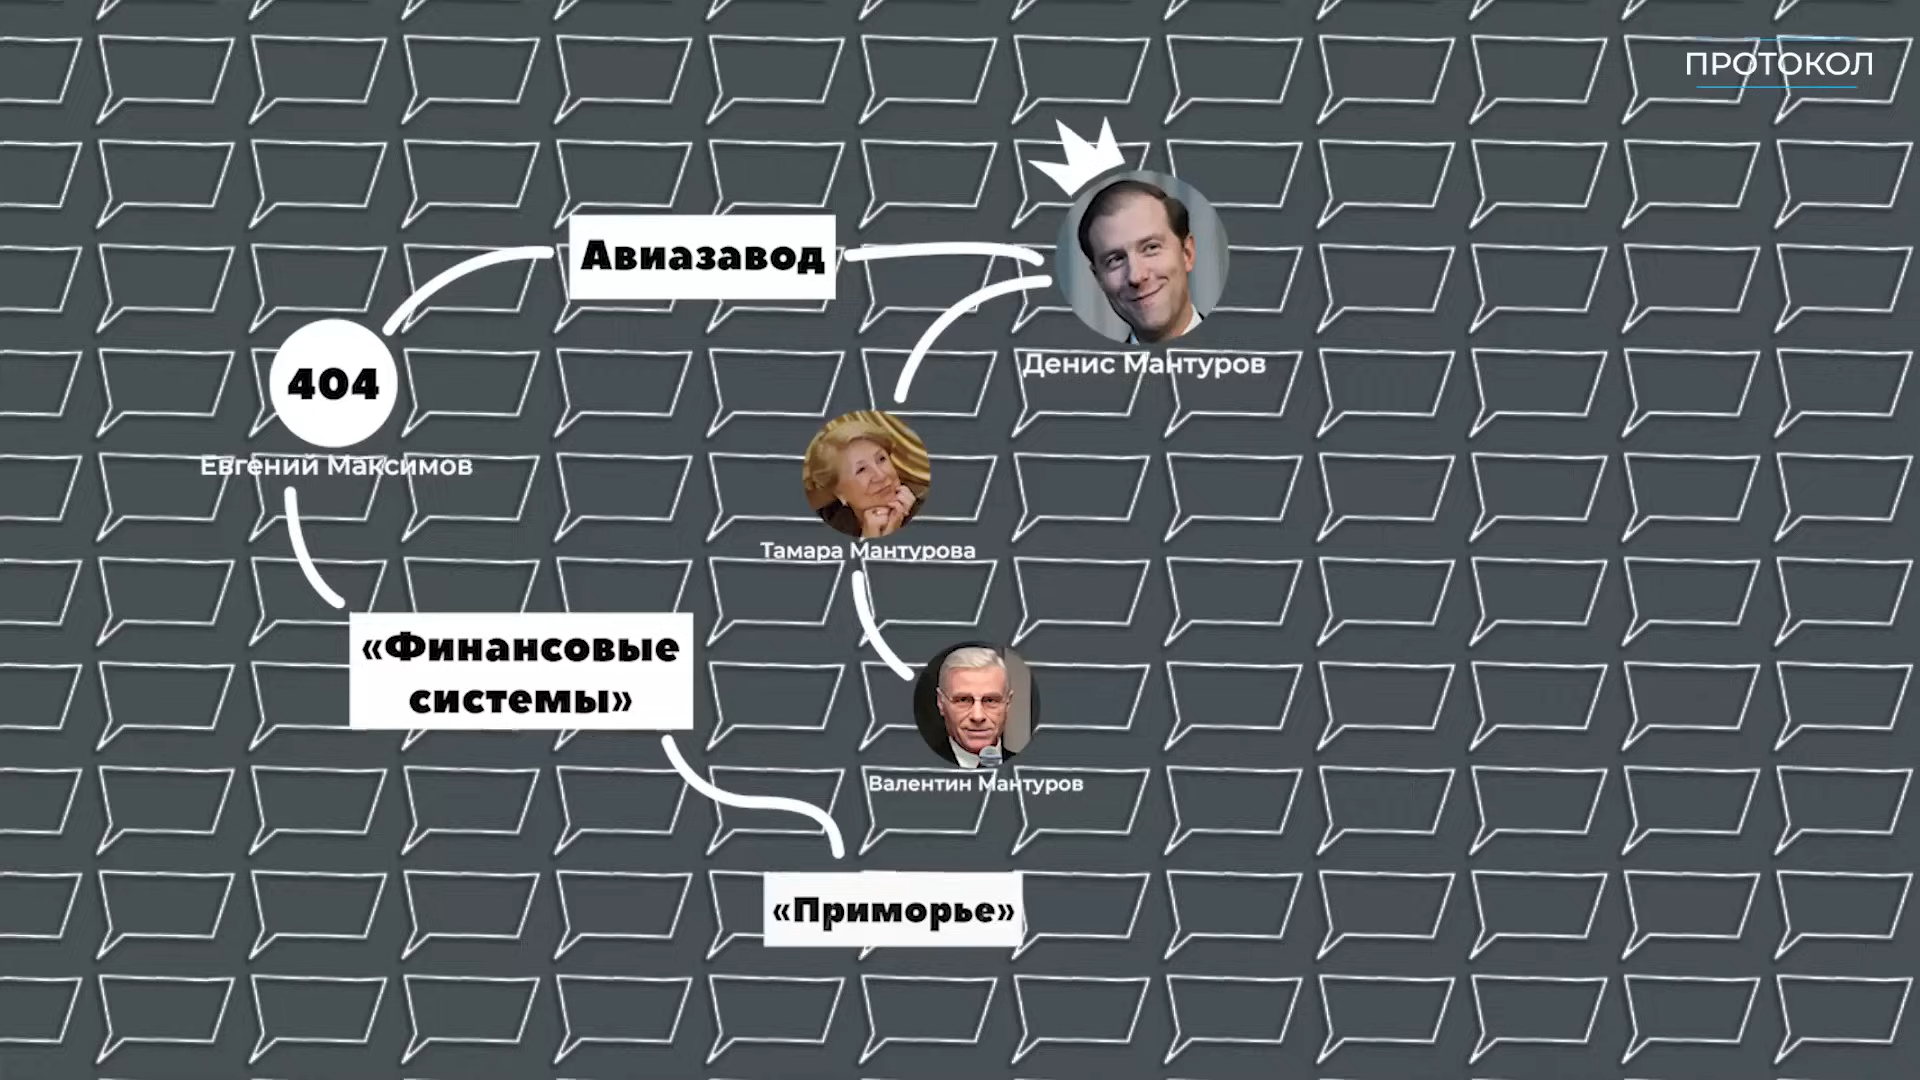 ПРОТОКОЛ
Авиазавод
Денис Мантуров
404
Евгений Максимов
Тамара Мантурова
«Финансовые
системы»
Валентин Мантуров
«Приморье»